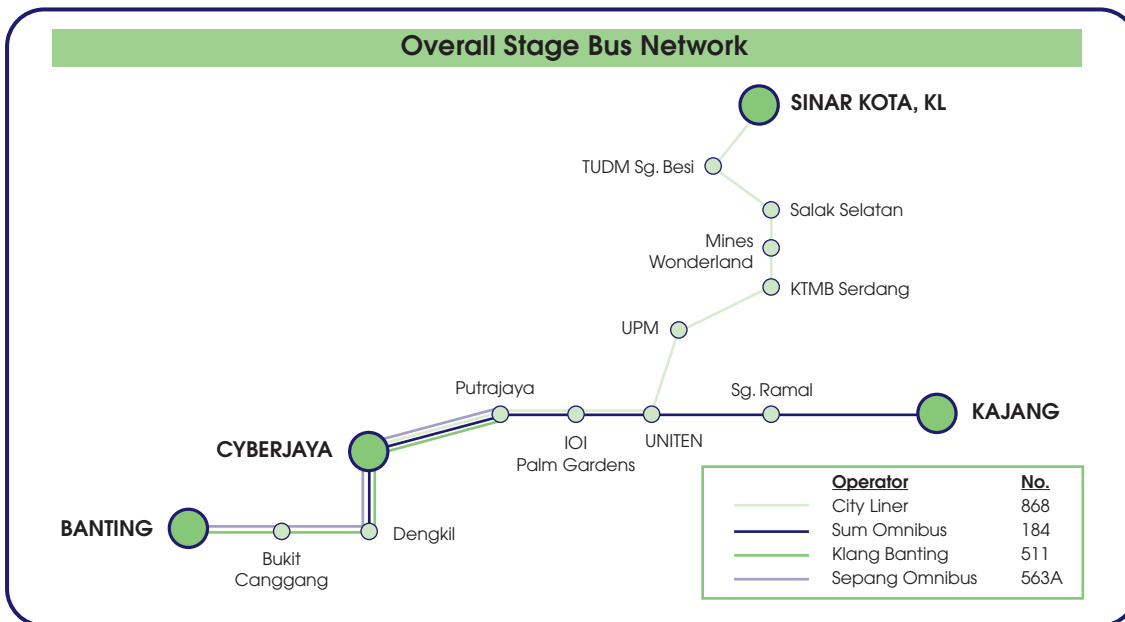 Overall Stage Bus Network
SINAR KOTA, KL
TUDM Sg. Besi
Salak Selatan
Mines
Wonderland
KTMB Serdang
UPM
Putrajaya
Sg. Ramal
KAJANG
IOI
Palm Gardens
UNITEN
CYBERJAYA
BANTING
Bukit
Canggang
Dengkil
Operator No.
City Liner 868
Sum Omnibus 184
Klang Banting 511
Sepang Omnibus 563A